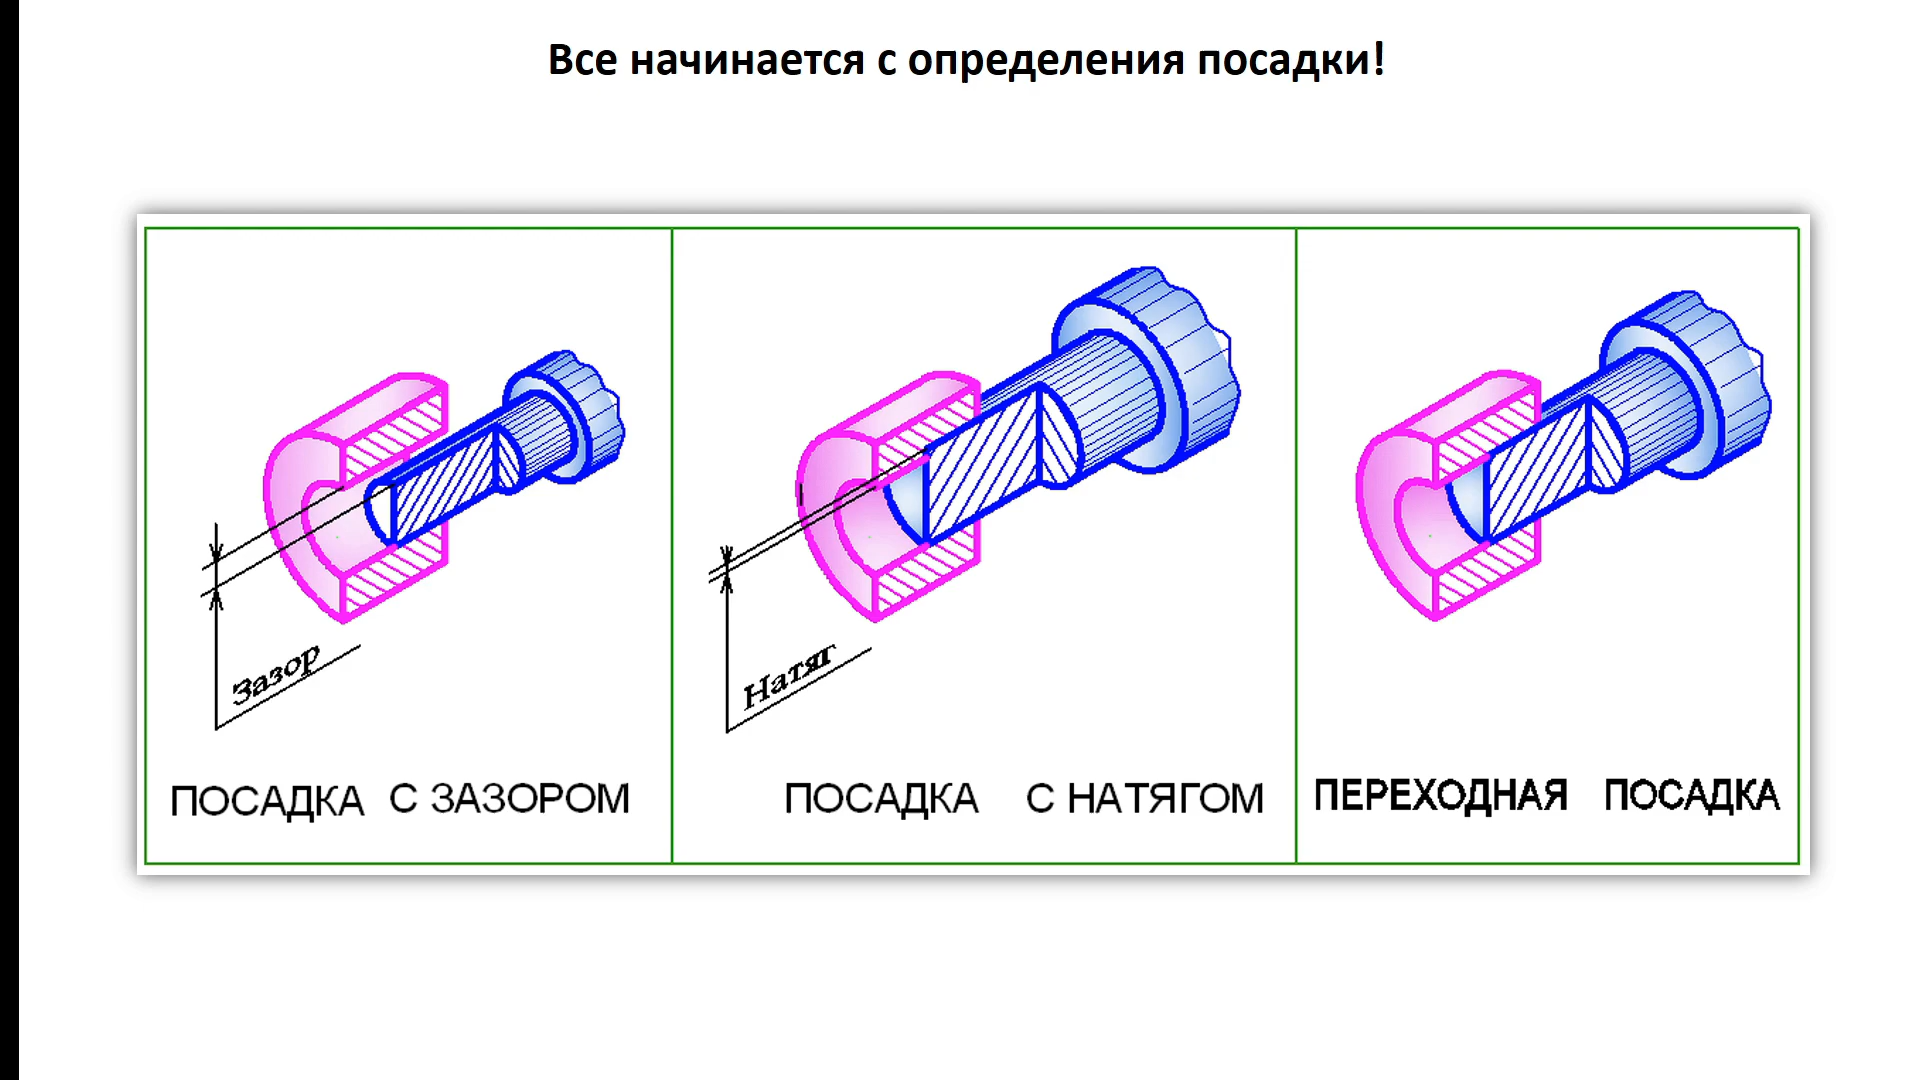 Все начинается с определения посадки!
Зазор
Натяг
ПОСАДКА С ЗАЗОРОМ
ПОСАДКА С НАТЯГОМ
ПЕРЕХОДНАЯ ПОСАДКА